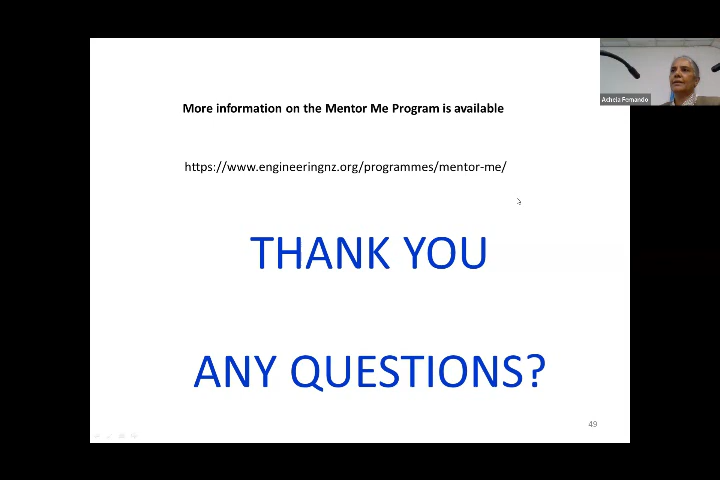 More information on the Mentor Me Program is available
Achela Fernando
https://www.engineeringnz.org/programmes/mentor-me/
THANK YOU
ANY QUESTIONS?
49